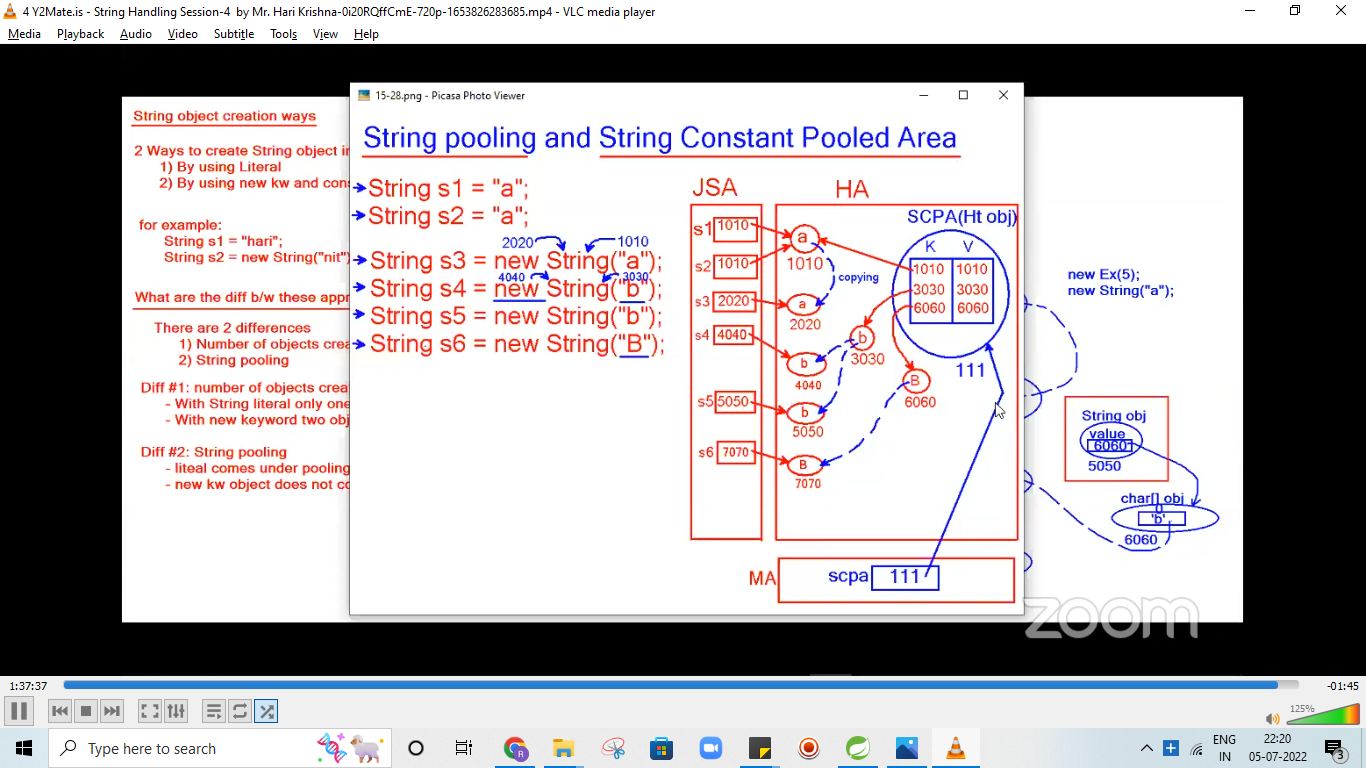 4 Y2Mate.is - String Handling Session-4 by Mr. Hari Krishna-0i20RQffCmE-720p-1653826283685.mp4 - VLC media player
Media Playback Audio Video Subtitle Tools View Help
String object creation ways
2 Ways to create String object in
1) By using Literal
2) By using new kw and cons
for example:
String s1 = "hari";
String s2 = new String("nit")
What are the diff b/w these appr
There are 2 differences
1) Number of objects crea
2) String pooling
Diff #1: number of objects crea
- With String literal only one
- With new keyword two obj
Diff #2: String pooling
- liteal comes under pooling
- new kw object does not co
15-28.png - Picasa Photo Viewer
String pooling and String Constant Pooled Area
String s1 = "a";
String s2 = "a";
2020 1010
String s3 = new String("a");
4040 3030
String s4 = new String("b");
String s5 = new String("b");
String s6 = new String("B");
JSA
s1 1010
s2 1010
s3 2020
s4 4040
s5 5050
s6 7070
HA
SCPA(Ht obj)
K V
1010 1010
3030 3030
6060 6060
111
a
1010
copying
a
2020
b
3030
b
4040
B
6060
b
5050
B
7070
MA scpa 111
new Ex(5);
new String("a");
String obj
value
6060
5050
char[] obj
0
'b'
6060
zoom
1:37:37 -01:45
125%
Type here to search
R
ENG
IN
22:20
05-07-2022
3